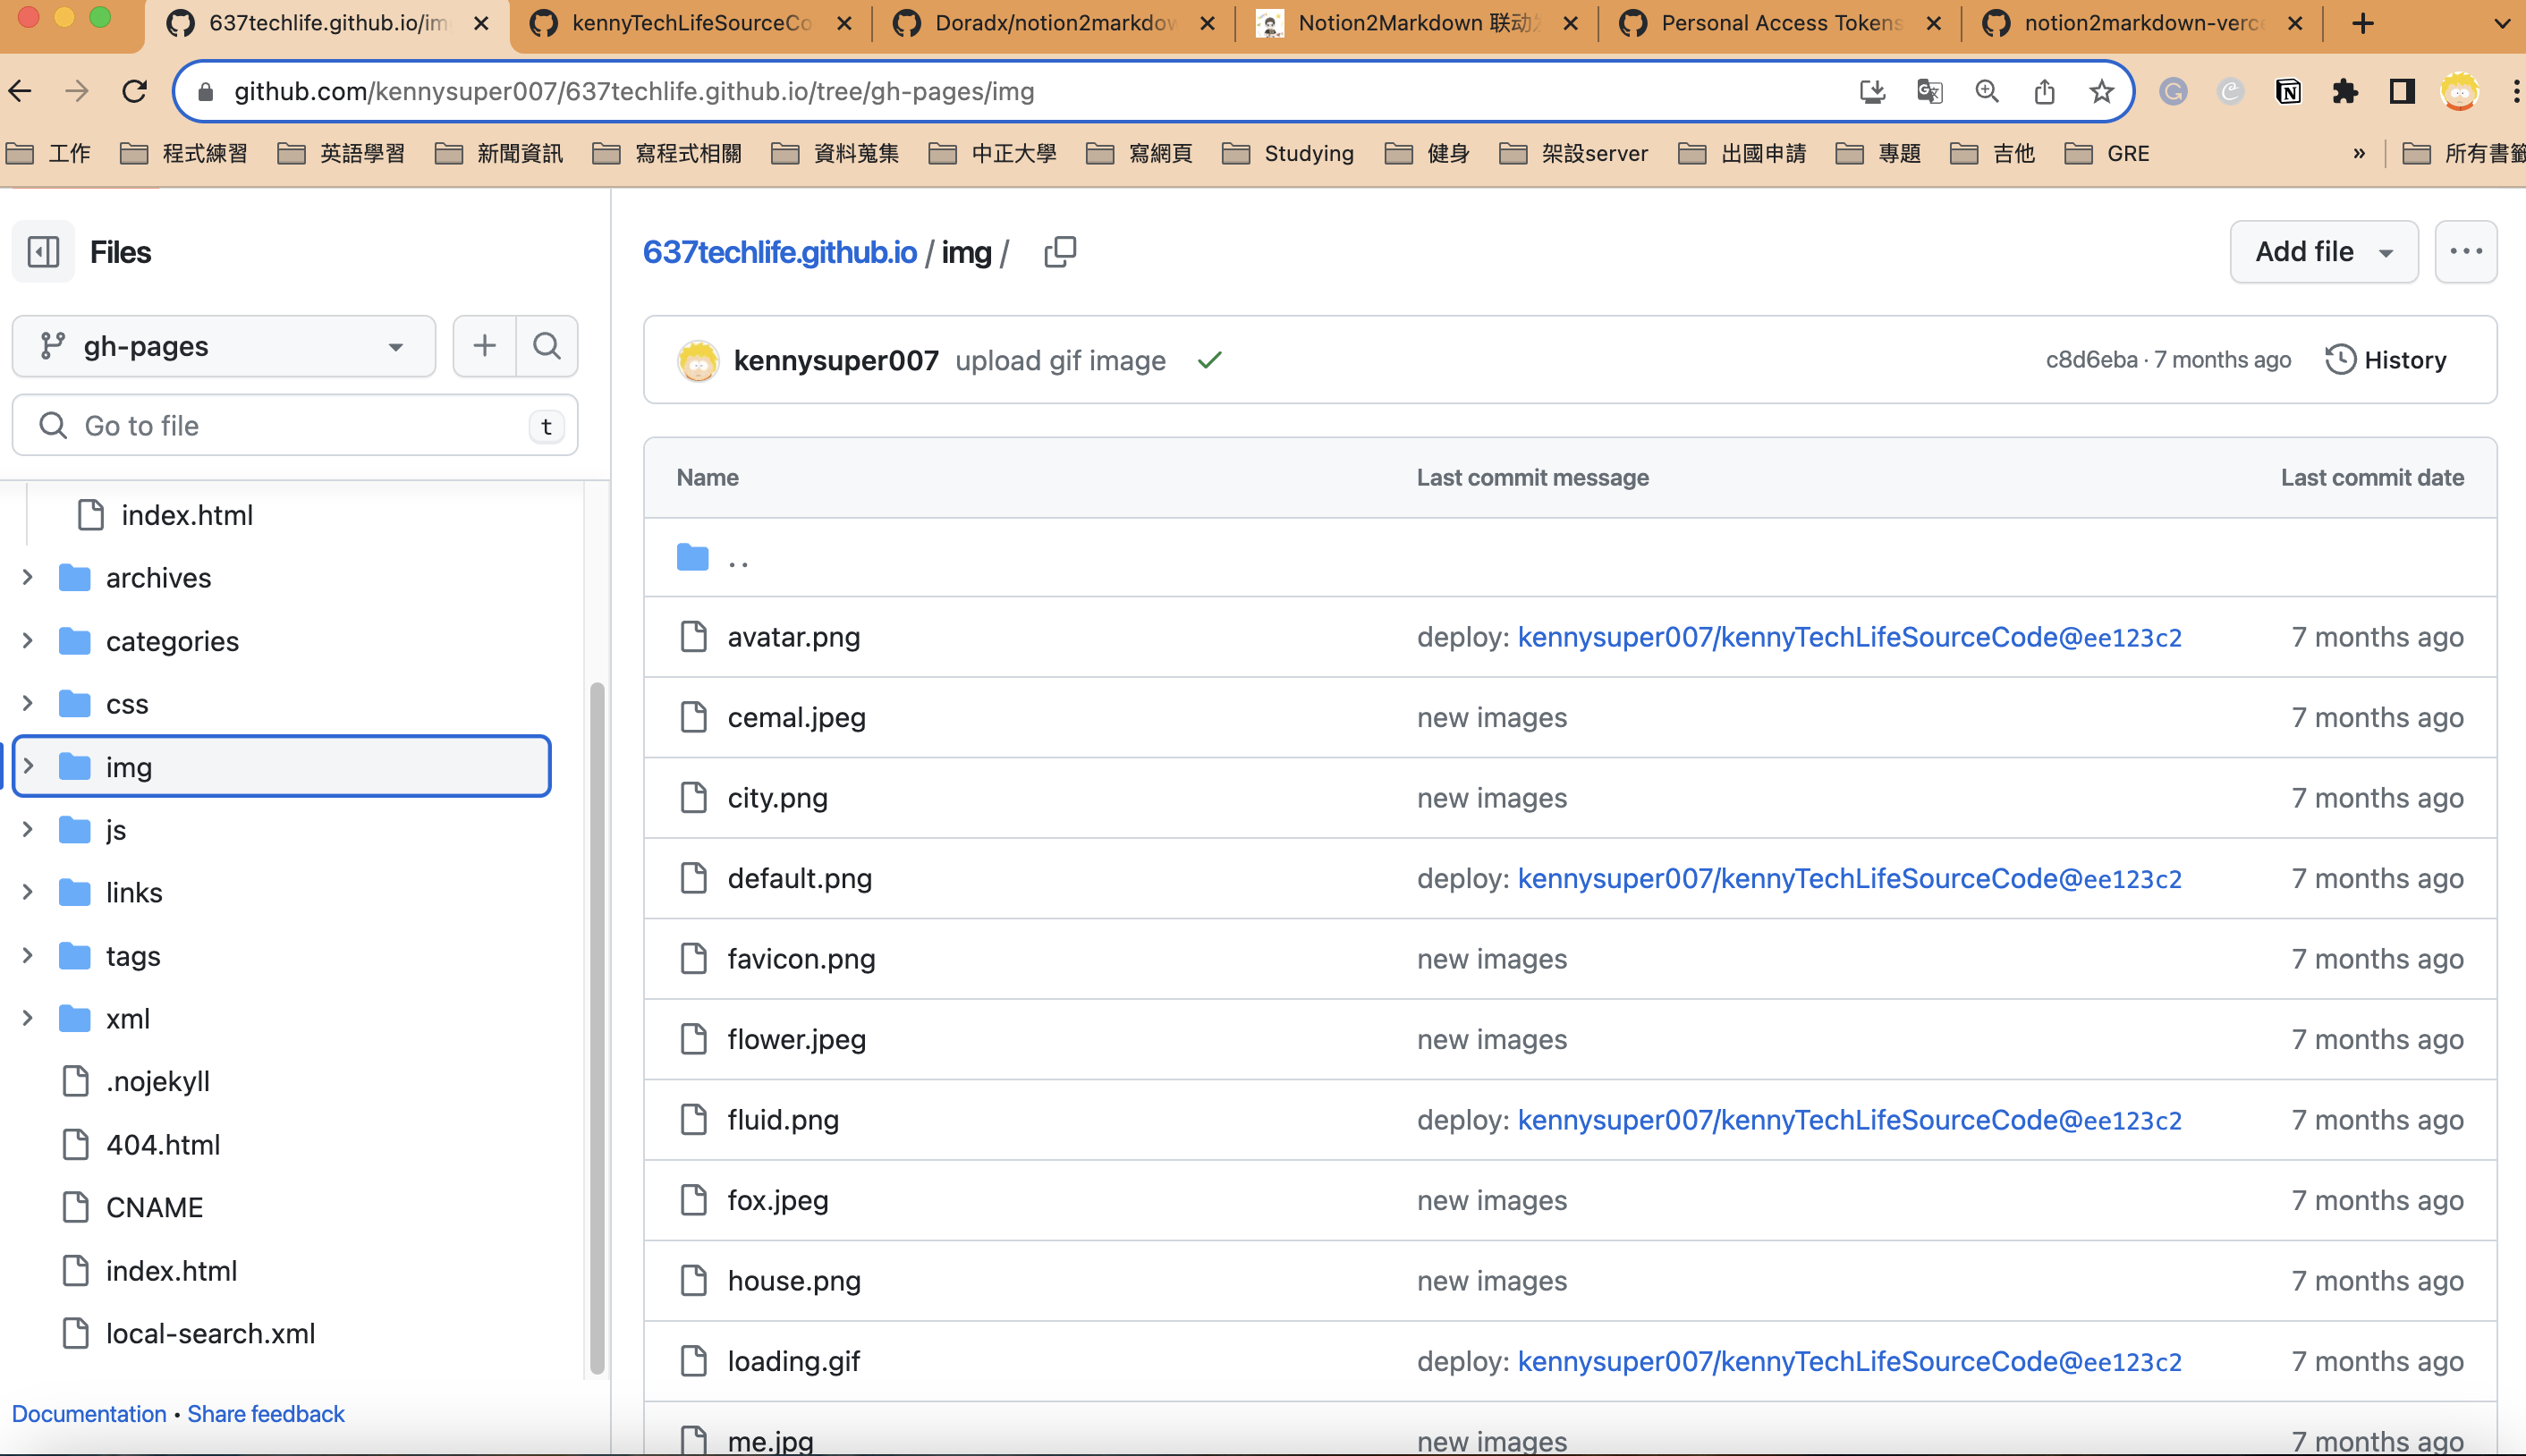 637techlife.github.io/im
kennyTechLifeSourceCo
Doradx/notion2markdow
Notion2Markdown 联动
Personal Access Tokens
notion2markdown-verce
github.com/kennysuper007/637techlife.github.io/tree/gh-pages/img
工作 程式練習 英語學習 新聞資訊 寫程式相關 資料蒐集 中正大學 寫網頁 Studying 健身 架設server 出國申請 專題 吉他 GRE » 所有書籤
Files
gh-pages
Go to file t
index.html
archives
categories
css
img
js
links
tags
xml
.nojekyll
404.html
CNAME
index.html
local-search.xml
Documentation • Share feedback
637techlife.github.io / img /
Add file
kennysuper007 upload gif image c8d6eba · 7 months ago History
Name Last commit message Last commit date
..
avatar.png deploy: kennysuper007/kennyTechLifeSourceCode@ee123c2 7 months ago
cemal.jpeg new images 7 months ago
city.png new images 7 months ago
default.png deploy: kennysuper007/kennyTechLifeSourceCode@ee123c2 7 months ago
favicon.png new images 7 months ago
flower.jpeg new images 7 months ago
fluid.png deploy: kennysuper007/kennyTechLifeSourceCode@ee123c2 7 months ago
fox.jpeg new images 7 months ago
house.png new images 7 months ago
loading.gif deploy: kennysuper007/kennyTechLifeSourceCode@ee123c2 7 months ago
me.jpg new images 7 months ago